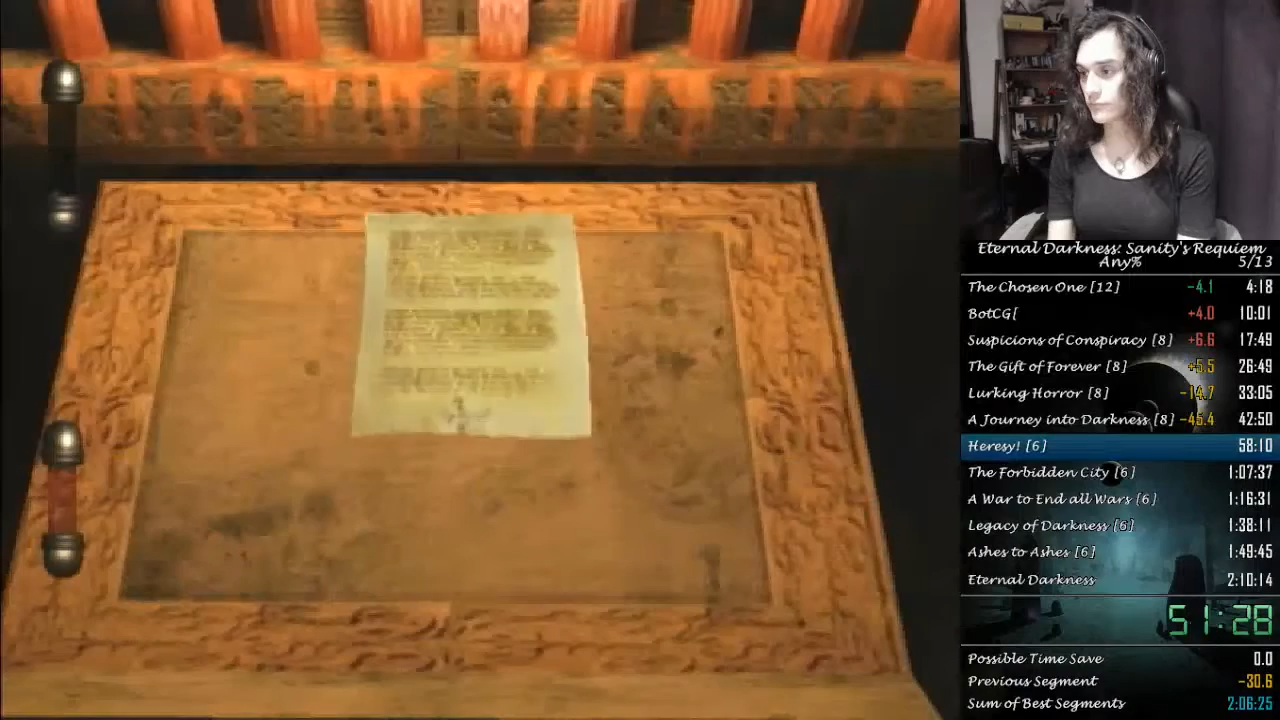 Eternal Darkness: Sanity's Requiem
Any% 5/13
The Chosen One [12] -4.1 4:18
BotCG[ +4.0 10:01
Suspicions of Conspiracy [8] +6.6 17:49
The Gift of Forever [8] +5.5 26:49
Lurking Horror [8] -14.7 33:05
A Journey into Darkness [8] -45.4 42:50
Heresy! [6] 58:10
The Forbidden City [6] 1:07:37
A War to End all Wars [6] 1:16:31
Legacy of Darkness [6] 1:38:11
Ashes to Ashes [6] 1:49:45
Eternal Darkness 2:10:14
51:28
Possible Time Save 0.0
Previous Segment -30.6
Sum of Best Segments 2:06:25